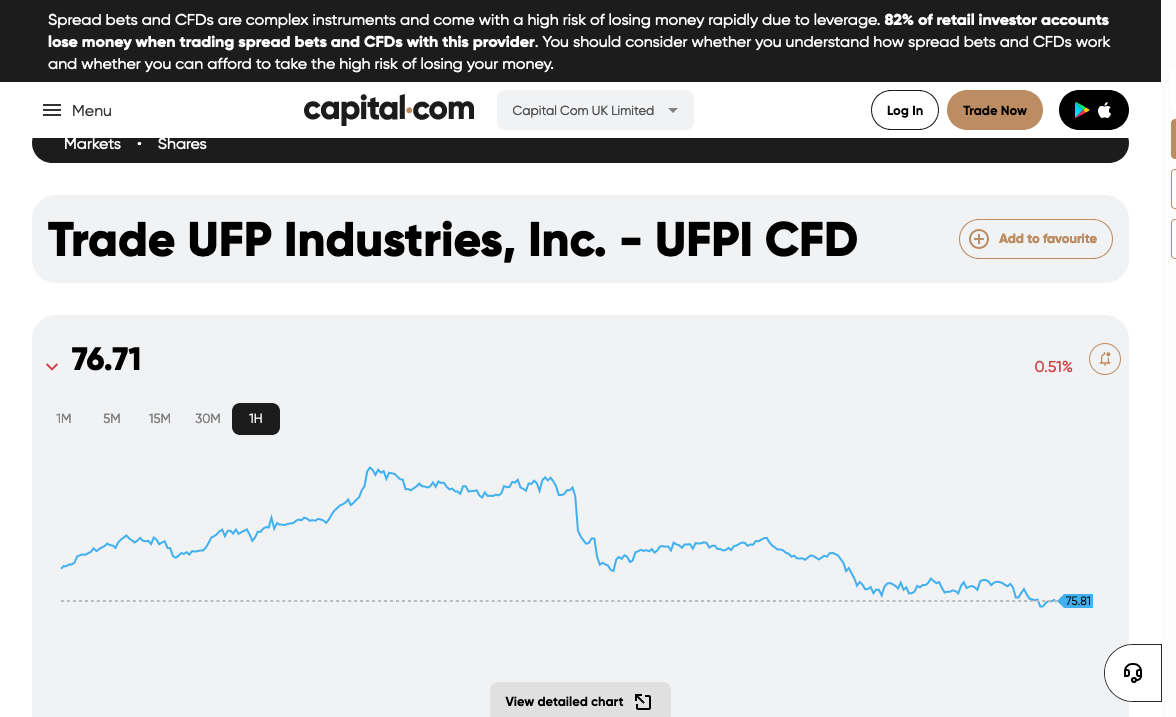 Spread bets and CFDs are complex instruments and come with a high risk of losing money rapidly due to leverage. 82% of retail investor accounts
lose money when trading spread bets and CFDs with this provider. You should consider whether you understand how spread bets and CFDs work
and whether you can afford to take the high risk of losing your money.
Menu
capital.com
Capital Com UK Limited
Log In
Trade Now
Markets • Shares
Trade UFP Industries, Inc. - UFPI CFD
Add to favourite
76.71
0.51%
1M 5M 15M 30M 1H
75.81
View detailed chart